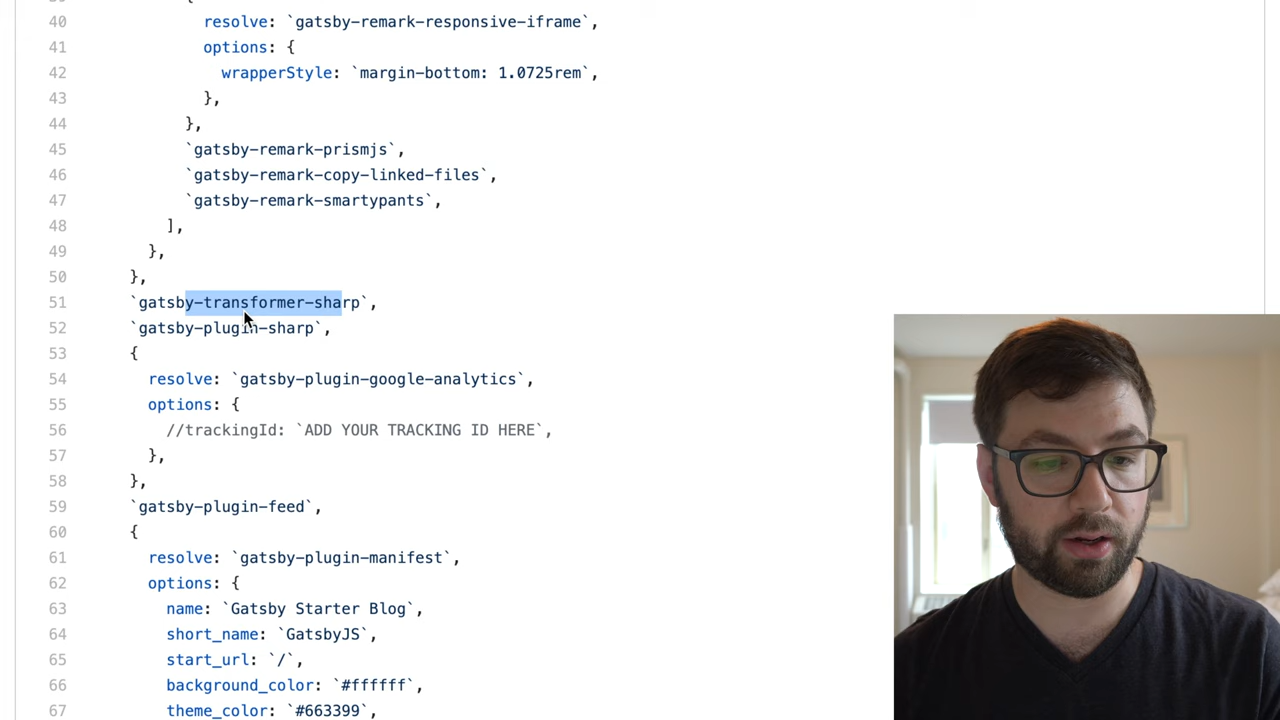 40 resolve: `gatsby-remark-responsive-iframe`,
41 options: {
42 wrapperStyle: `margin-bottom: 1.0725rem`,
43 },
44 },
45 `gatsby-remark-prismjs`,
46 `gatsby-remark-copy-linked-files`,
47 `gatsby-remark-smartypants`,
48 ],
49 },
50 },
51 `gatsby-transformer-sharp`,
52 `gatsby-plugin-sharp`,
53 {
54 resolve: `gatsby-plugin-google-analytics`,
55 options: {
56 //trackingId: `ADD YOUR TRACKING ID HERE`,
57 },
58 },
59 `gatsby-plugin-feed`,
60 {
61 resolve: `gatsby-plugin-manifest`,
62 options: {
63 name: `Gatsby Starter Blog`,
64 short_name: `GatsbyJS`,
65 start_url: `/`,
66 background_color: `#ffffff`,
67 theme_color: `#663399`,